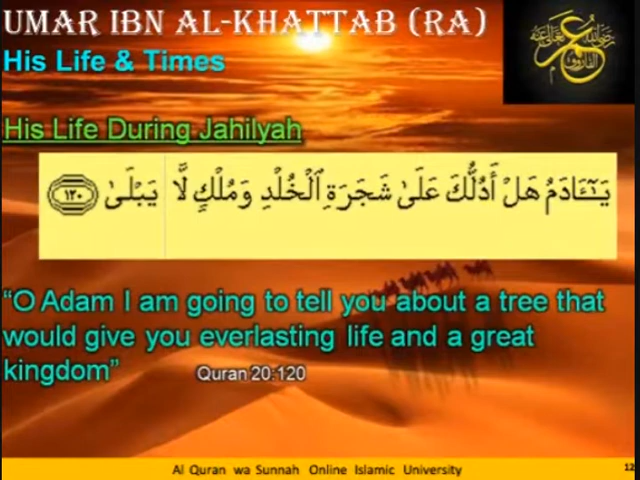 UMAR IBN AL-KHATTAB (RA)
His Life & Times
عمر
الفاروق
His Life During Jahilyah
يَـٰٓـَٔادَمُ هَلْ أَدُلُّكَ عَلَىٰ شَجَرَةِ ٱلْخُلْدِ وَمُلْكٍ لَّا يَبْلَىٰ ١٢٠
“O Adam I am going to tell you about a tree that
would give you everlasting life and a great
kingdom”
Quran 20:120
Al Quran wa Sunnah Online Islamic University
12